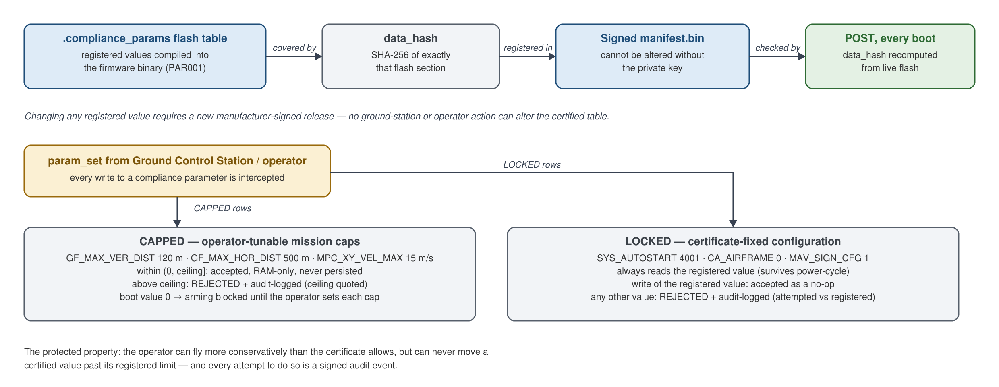 .compliance_params flash table
registered values compiled into
the firmware binary (PAR001)
covered by
data_hash
SHA-256 of exactly
that flash section
registered in
Signed manifest.bin
cannot be altered without
the private key
checked by
POST, every boot
data_hash recomputed
from live flash
Changing any registered value requires a new manufacturer-signed release — no ground-station or operator action can alter the certified table.
param_set from Ground Control Station / operator
every write to a compliance parameter is intercepted
LOCKED rows
CAPPED rows
CAPPED — operator-tunable mission caps
GF_MAX_VER_DIST 120 m · GF_MAX_HOR_DIST 500 m · MPC_XY_VEL_MAX 15 m/s
within (0, ceiling]: accepted, RAM-only, never persisted
above ceiling: REJECTED + audit-logged (ceiling quoted)
boot value 0 → arming blocked until the operator sets each cap
LOCKED — certificate-fixed configuration
SYS_AUTOSTART 4001 · CA_AIRFRAME 0 · MAV_SIGN_CFG 1
always reads the registered value (survives power-cycle)
write of the registered value: accepted as a no-op
any other value: REJECTED + audit-logged (attempted vs registered)
The protected property: the operator can fly more conservatively than the certificate allows, but can never move a
certified value past its registered limit — and every attempt to do so is a signed audit event.